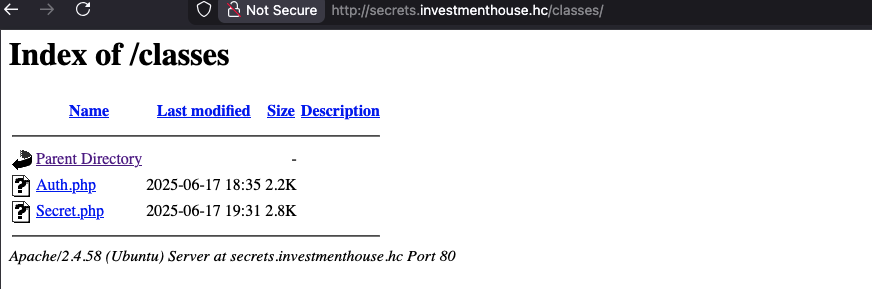 Not Secure http://secrets.investmenthouse.hc/classes/
Index of /classes
Name Last modified Size Description
Parent Directory -
Auth.php 2025-06-17 18:35 2.2K
Secret.php 2025-06-17 19:31 2.8K
Apache/2.4.58 (Ubuntu) Server at secrets.investmenthouse.hc Port 80